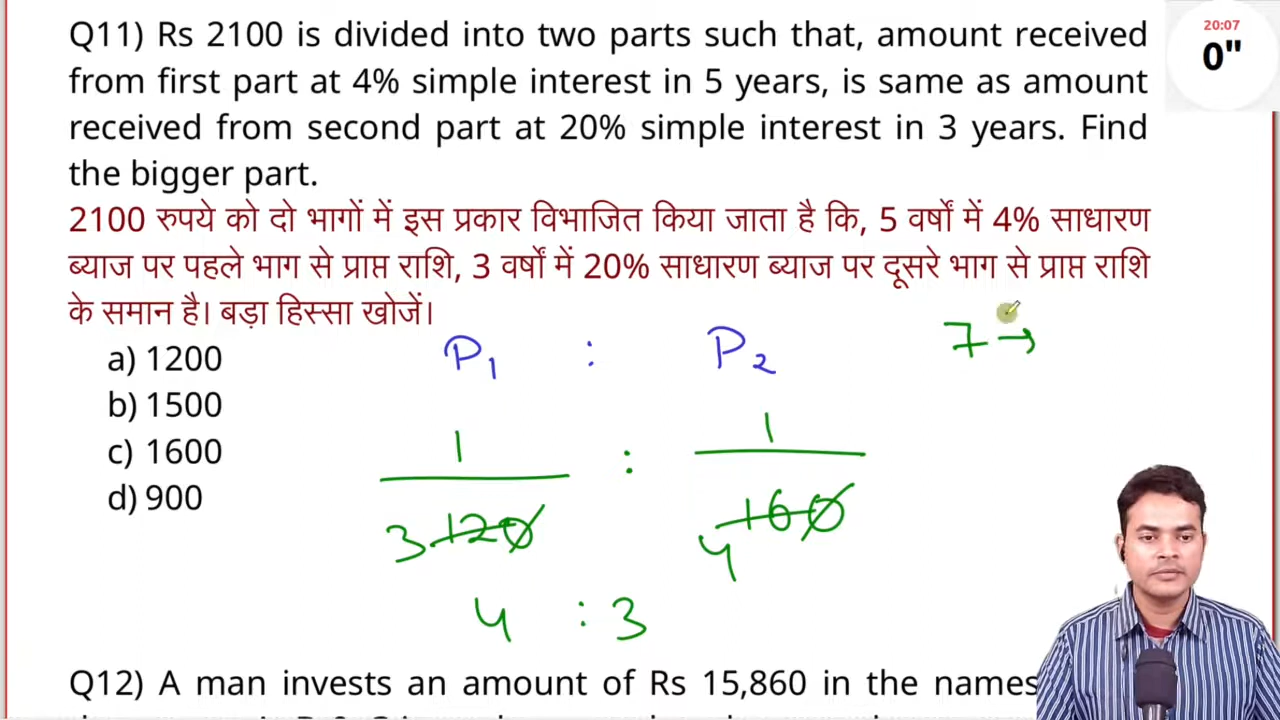 20:07
0"
Q11) Rs 2100 is divided into two parts such that, amount received
from first part at 4% simple interest in 5 years, is same as amount
received from second part at 20% simple interest in 3 years. Find
the bigger part.
2100 रुपये को दो भागों में इस प्रकार विभाजित किया जाता है कि, 5 वर्षों में 4% साधारण
ब्याज पर पहले भाग से प्राप्त राशि, 3 वर्षों में 20% साधारण ब्याज पर दूसरे भाग से प्राप्त राशि
के समान है। बड़ा हिस्सा खोजें।
a) 1200
b) 1500
c) 1600
d) 900
P₁ : P₂
7 →
1 : 1
3 120 4 160
4 : 3
Q12) A man invests an amount of Rs 15,860 in the names